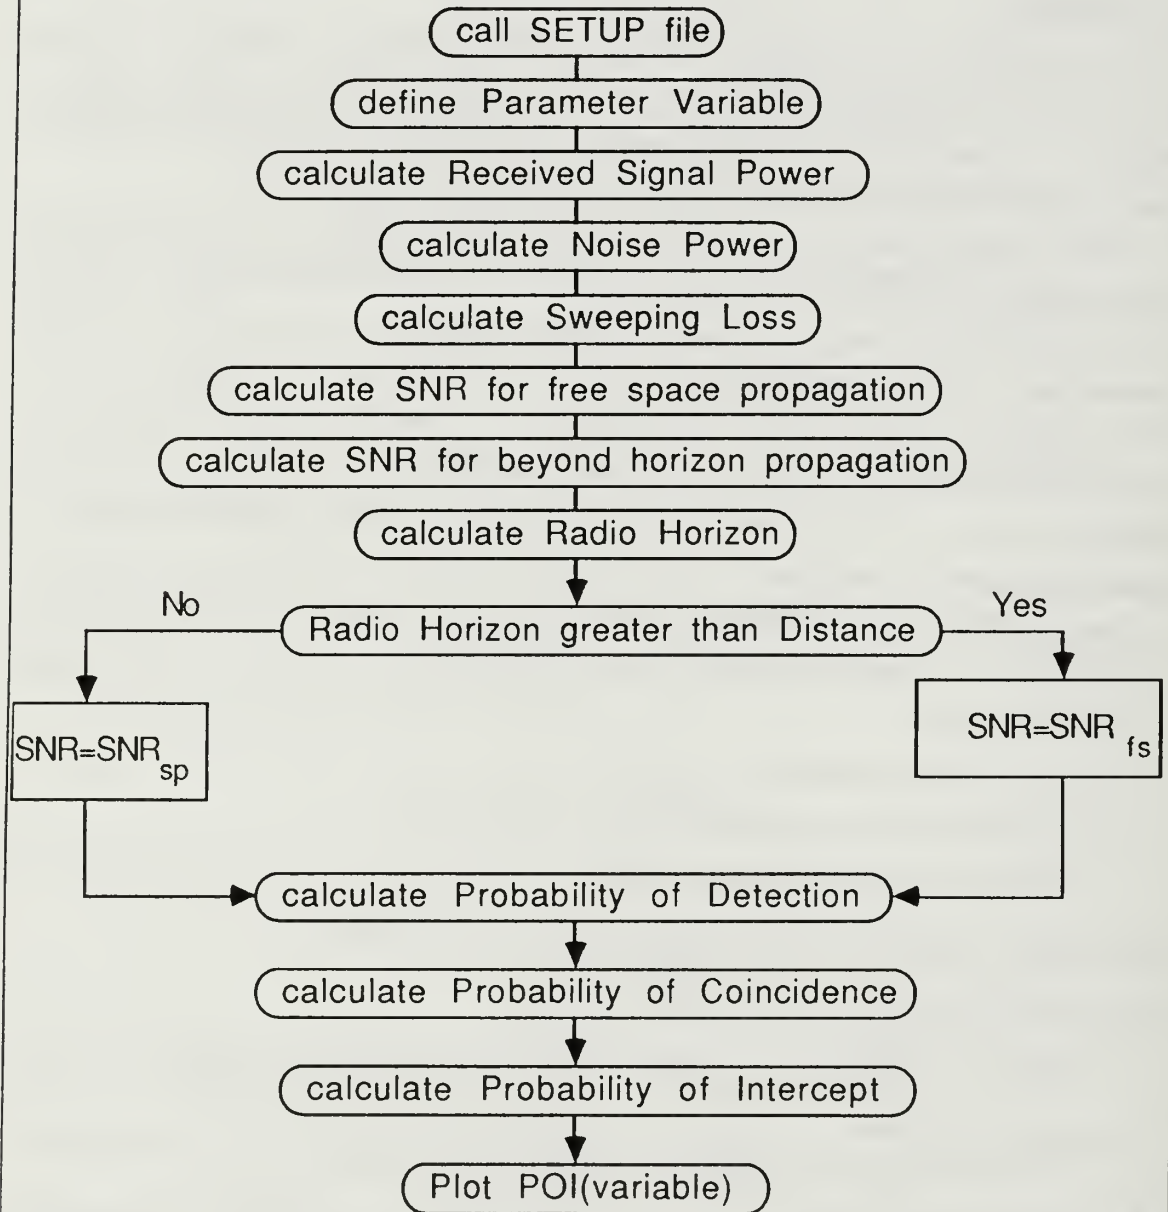 call SETUP file
define Parameter Variable
calculate Received Signal Power
calculate Noise Power
calculate Sweeping Loss
calculate SNR for free space propagation
calculate SNR for beyond horizon propagation
calculate Radio Horizon
No
Yes
Radio Horizon greater than Distance
SNR=SNR sp
SNR=SNR fs
calculate Probability of Detection
calculate Probability of Coincidence
calculate Probability of Intercept
Plot POI(variable)